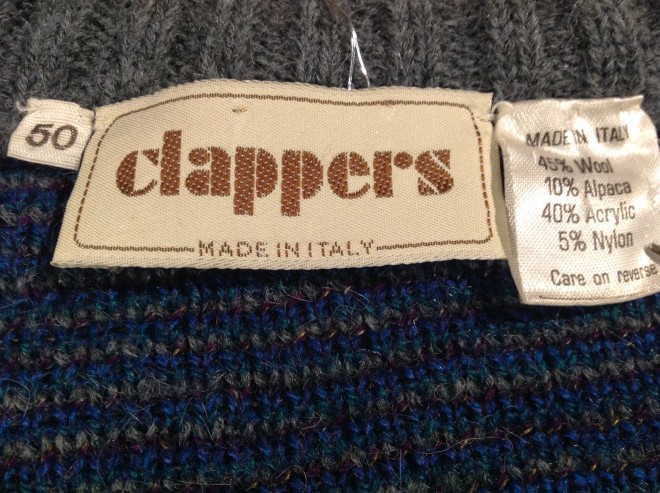 50
clappers
MADE IN ITALY
MADE IN ITALY
45% Wool
10% Alpaca
40% Acrylic
5% Nylon
Care on reverse